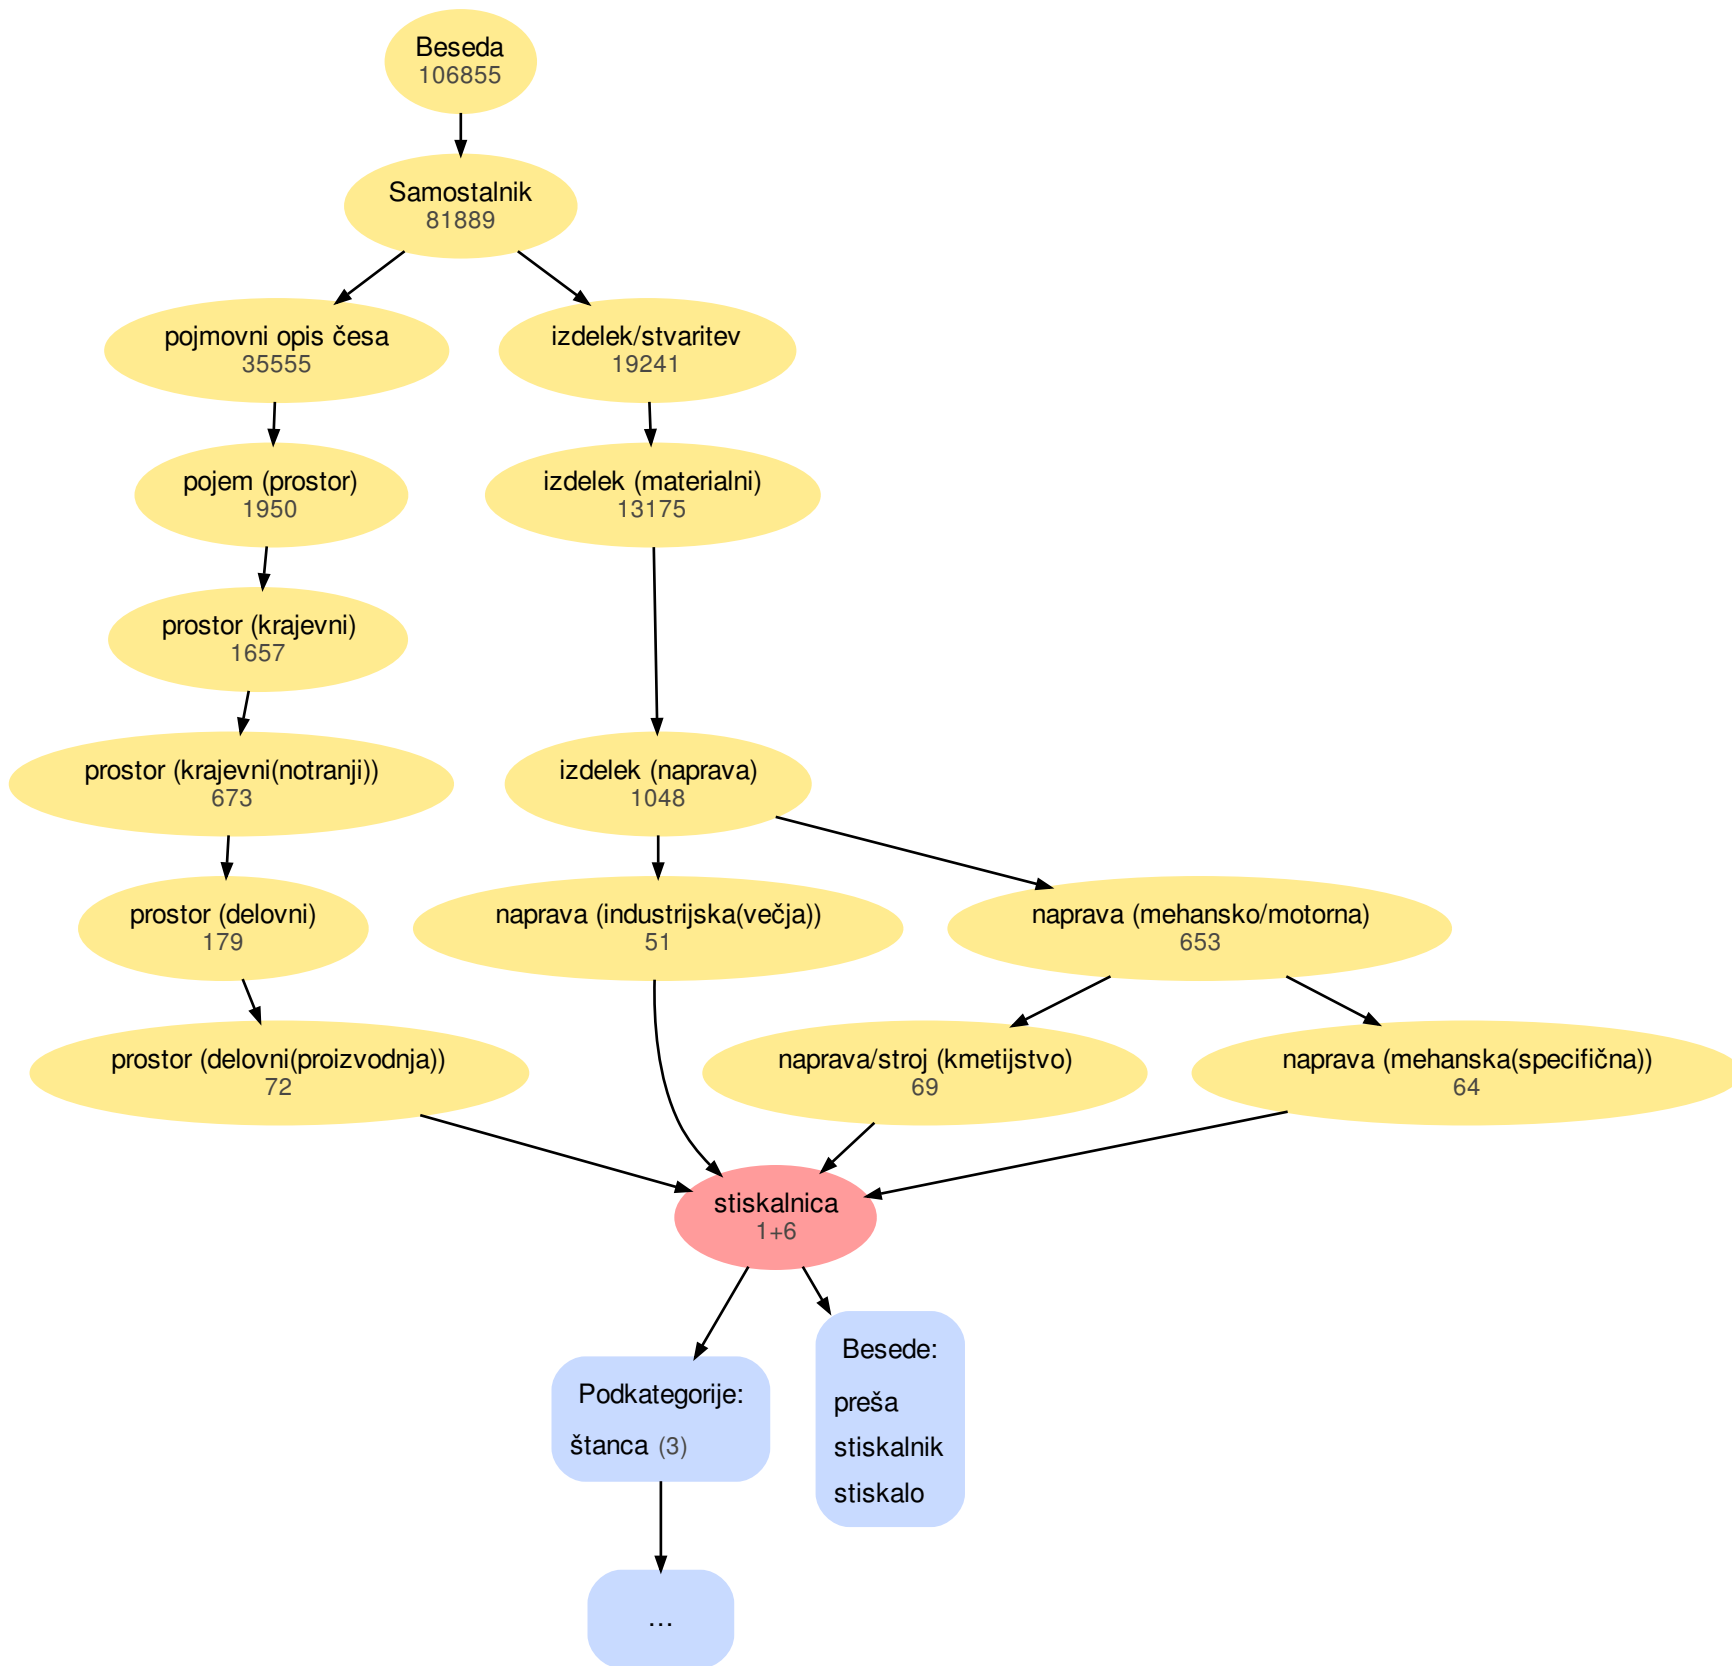 Beseda
106855
Samostalnik
81889
pojmovni opis česa
35555
izdelek/stvaritev
19241
pojem (prostor)
1950
izdelek (materialni)
13175
prostor (krajevni)
1657
prostor (krajevni(notranji))
673
izdelek (naprava)
1048
prostor (delovni)
179
naprava (industrijska(večja))
51
naprava (mehansko/motorna)
653
prostor (delovni(proizvodnja))
72
naprava/stroj (kmetijstvo)
69
naprava (mehanska(specifična))
64
stiskalnica
1+6
Podkategorije:
štanca (3)
Besede:
preša
stiskalnik
stiskalo
...